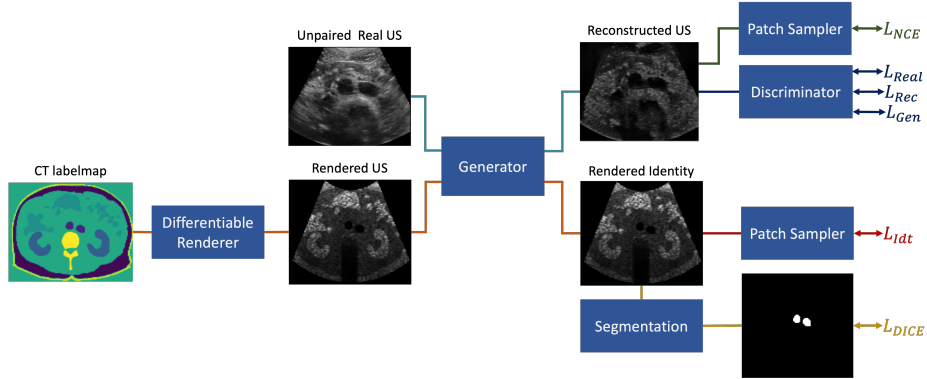 Unpaired Real US
Reconstructed US
Patch Sampler
L_NCE
Discriminator
L_Real
L_Rec
L_Gen
Generator
CT labelmap
Rendered US
Rendered Identity
Differentiable
Renderer
Patch Sampler
L_Idt
Segmentation
L_DICE